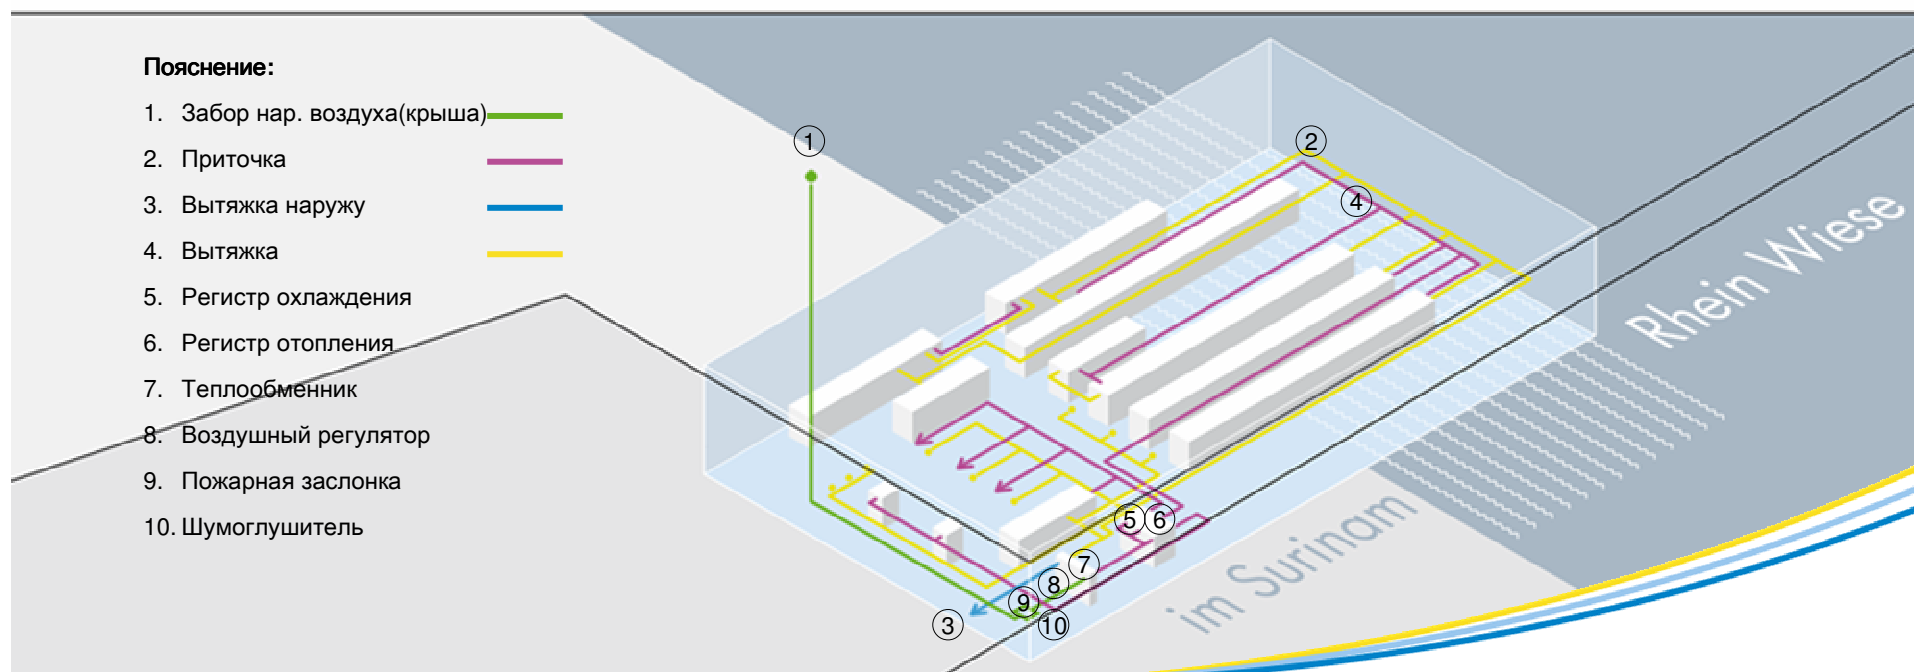 Пояснение:
1. Забор нар. воздуха(крыша)
2. Приточка
3. Вытяжка наружу
4. Вытяжка
5. Регистр охлаждения
6. Регистр отопления
7. Теплообменник
8. Воздушный регулятор
9. Пожарная заслонка
10. Шумоглушитель
1
2
4
Rhein Wiese
5 6
im Surinam
7
8
9
3
10